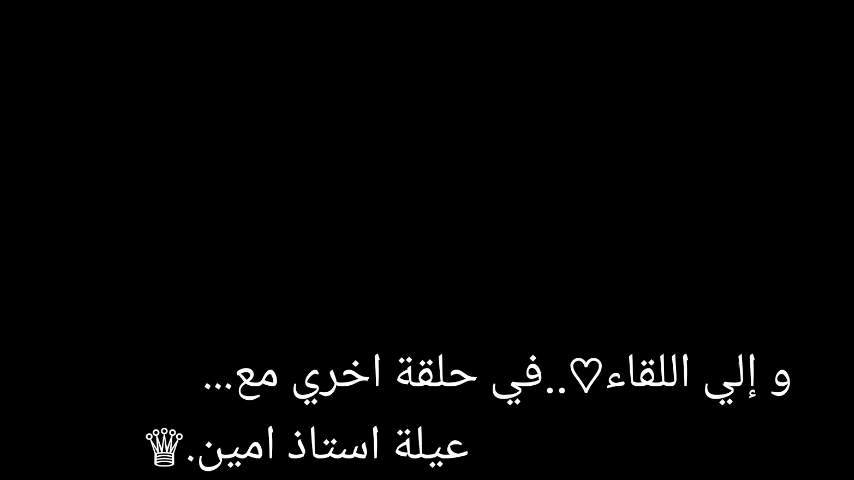 و إلي اللقاء♡..في حلقة اخري مع...
عيلة استاذ امين.♕